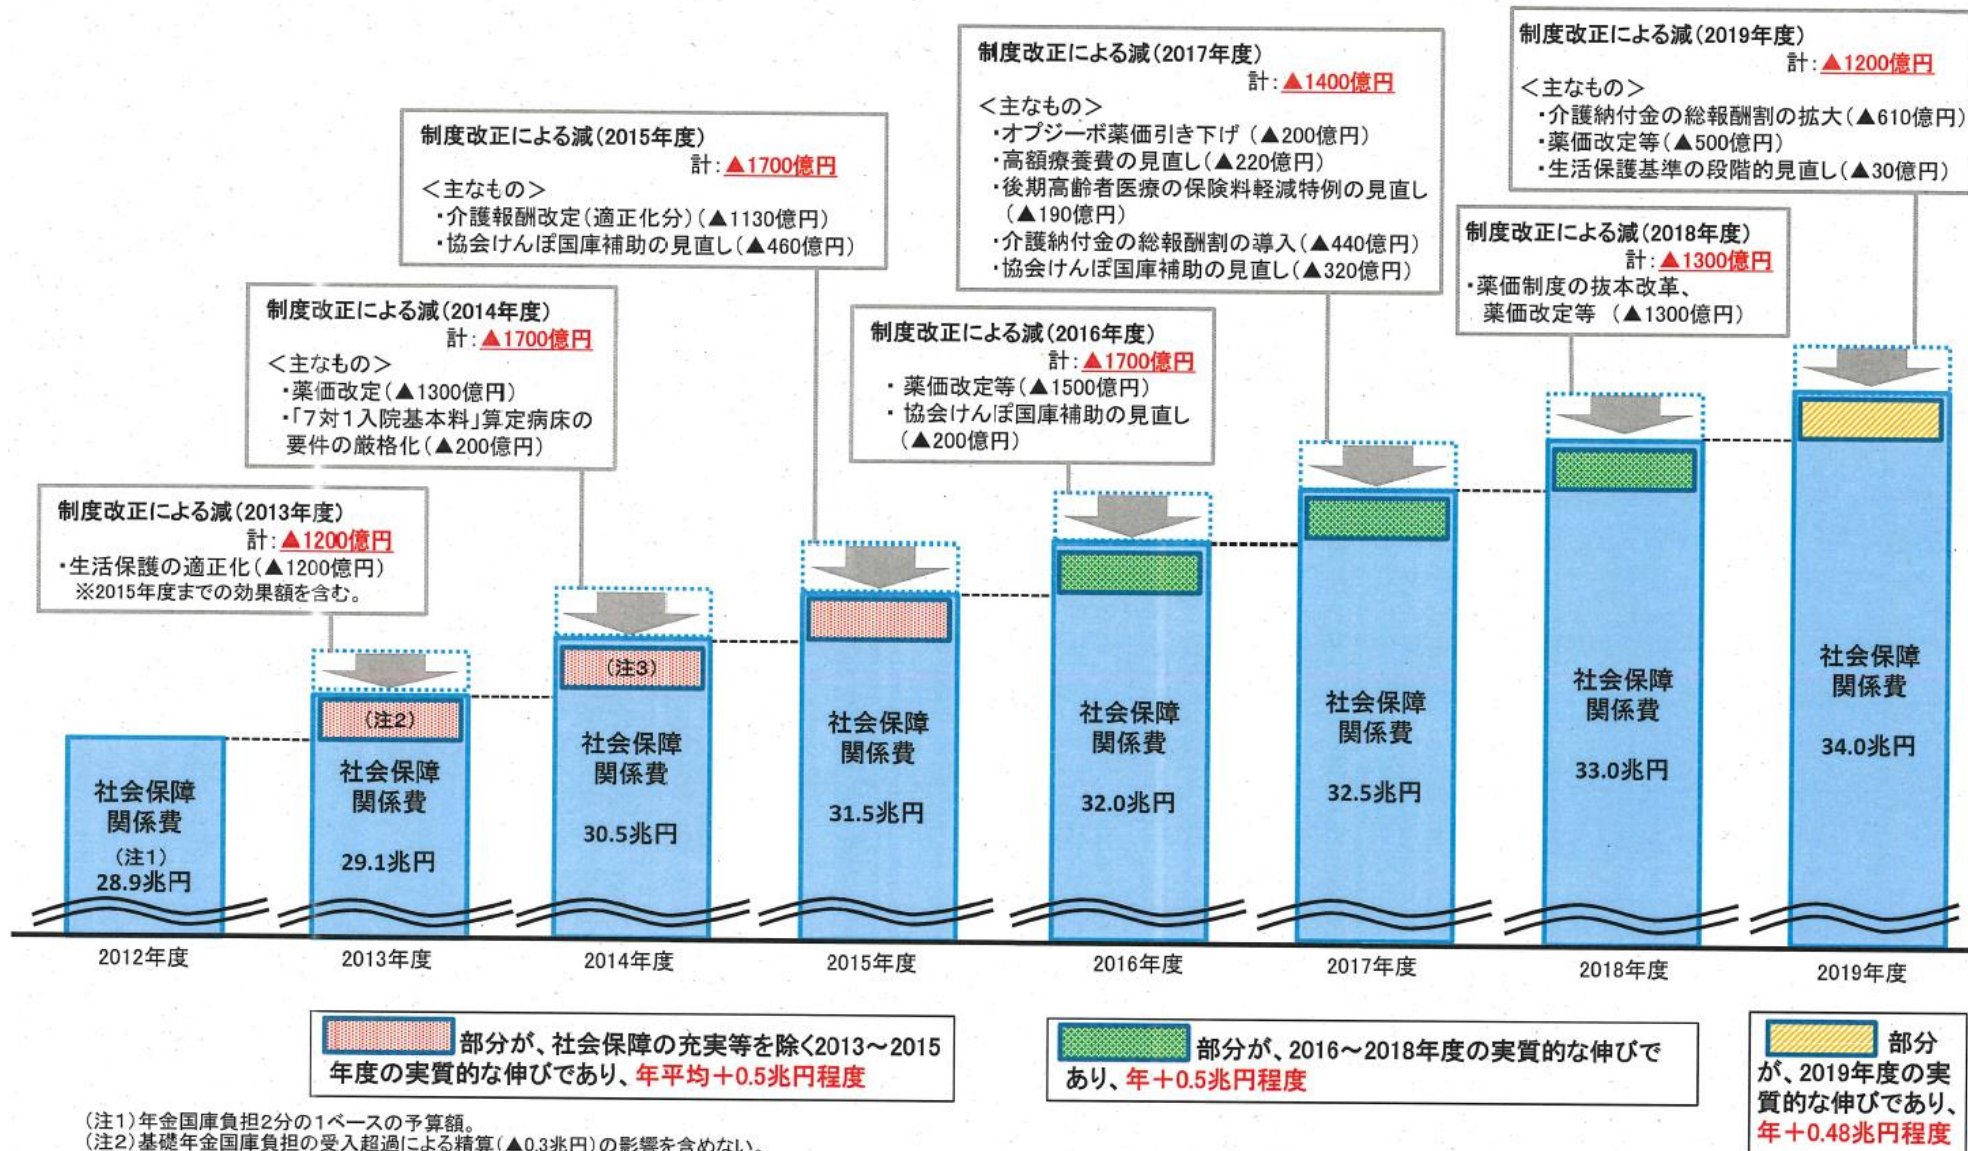 制度改正による減(2013年度)
計:▲1200億円
・生活保護の適正化(▲1200億円)
※2015年度までの効果額を含む。
制度改正による減(2014年度)
計:▲1700億円
＜主なもの＞
・薬価改定(▲1300億円)
・「7対1入院基本料」算定病床の
要件の厳格化(▲200億円)
制度改正による減(2015年度)
計:▲1700億円
＜主なもの＞
・介護報酬改定(適正化分)(▲1130億円)
・協会けんぽ国庫補助の見直し(▲460億円)
制度改正による減(2016年度)
計:▲1700億円
・ 薬価改定等(▲1500億円)
・ 協会けんぽ国庫補助の見直し
(▲200億円)
制度改正による減(2017年度)
計:▲1400億円
＜主なもの＞
・オプジーボ薬価引き下げ (▲200億円)
・高額療養費の見直し(▲220億円)
・後期高齢者医療の保険料軽減特例の見直し
(▲190億円)
・介護納付金の総報酬割の導入(▲440億円)
・協会けんぽ国庫補助の見直し(▲320億円)
制度改正による減(2018年度)
計:▲1300億円
・薬価制度の抜本改革、
薬価改定等 (▲1300億円)
制度改正による減(2019年度)
計:▲1200億円
＜主なもの＞
・介護納付金の総報酬割の拡大(▲610億円)
・薬価改定等(▲500億円)
・生活保護基準の段階的見直し(▲30億円)
社会保障
関係費
(注1)
28.9兆円
(注2)
社会保障
関係費
29.1兆円
(注3)
社会保障
関係費
30.5兆円
社会保障
関係費
31.5兆円
社会保障
関係費
32.0兆円
社会保障
関係費
32.5兆円
社会保障
関係費
33.0兆円
社会保障
関係費
34.0兆円
2012年度
2013年度
2014年度
2015年度
2016年度
2017年度
2018年度
2019年度
部分が、社会保障の充実等を除く2013～2015
年度の実質的な伸びであり、年平均＋0.5兆円程度
部分が、2016～2018年度の実質的な伸びで
あり、年＋0.5兆円程度
部分
が、2019年度の実
質的な伸びであり、
年＋0.48兆円程度
(注1)年金国庫負担2分の1ベースの予算額。
(注2)基礎年金国庫負担の受入超過による精算(▲0.3兆円)の影響を含めない。